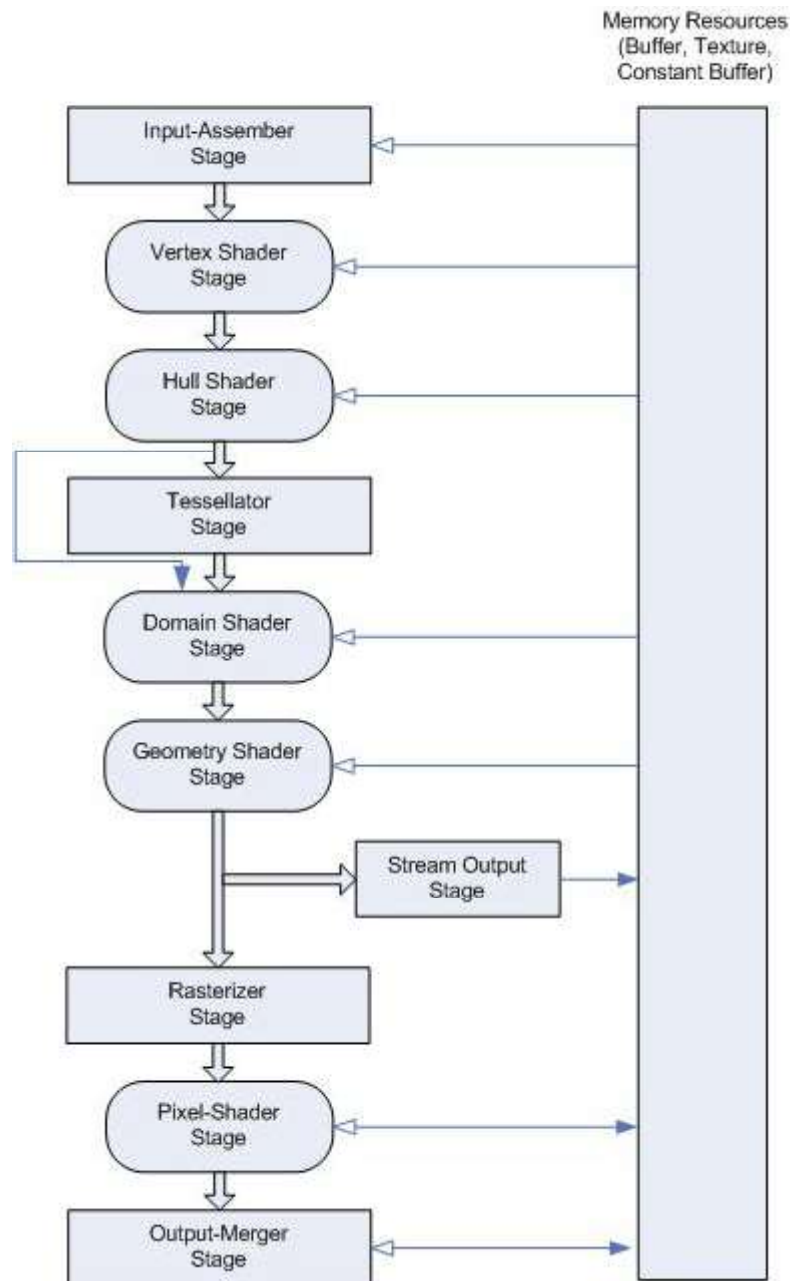 Memory Resources
(Buffer, Texture,
Constant Buffer)
Input-Assember
Stage
Vertex Shader
Stage
Hull Shader
Stage
Tessellator
Stage
Domain Shader
Stage
Geometry Shader
Stage
Stream Output
Stage
Rasterizer
Stage
Pixel-Shader
Stage
Output-Merger
Stage